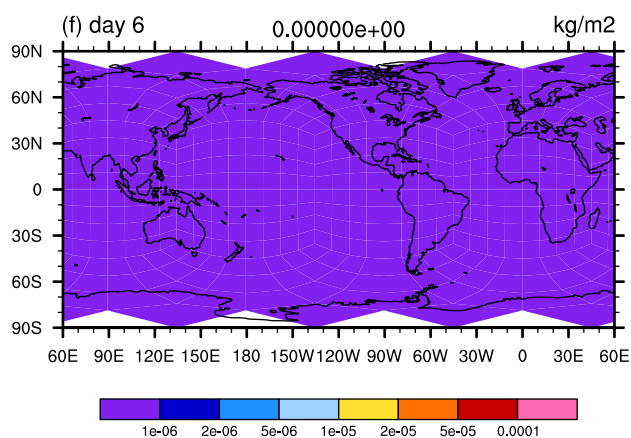 (f) day 6 0.00000e+00 kg/m2
90N
60N
30N
0
30S
60S
90S
60E 90E 120E 150E 180 150W 120W 90W 60W 30W 0 30E 60E
1e-06 2e-06 5e-06 1e-05 2e-05 5e-05 0.0001